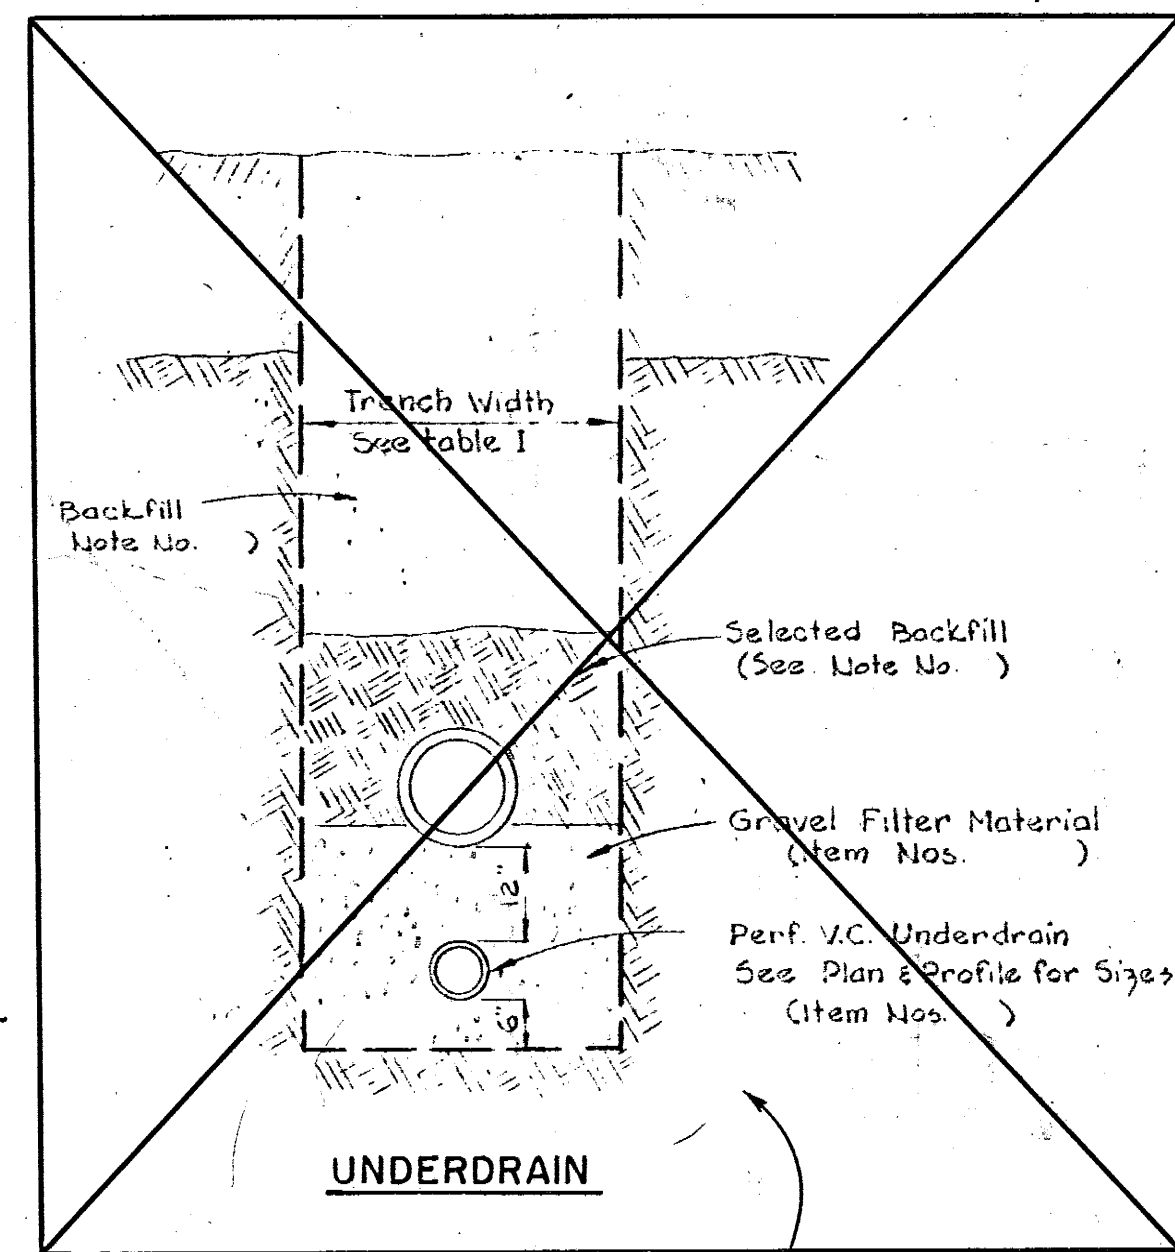 Trench Width
See table I
Backfill
Note No. )
Selected Backfill
(See Note No. )
Gravel Filter Material
(Item Nos. )
12"
Perf. V.C. Underdrain
See Plan & Profile for Sizes
(Item Nos. )
6"
UNDERDRAIN